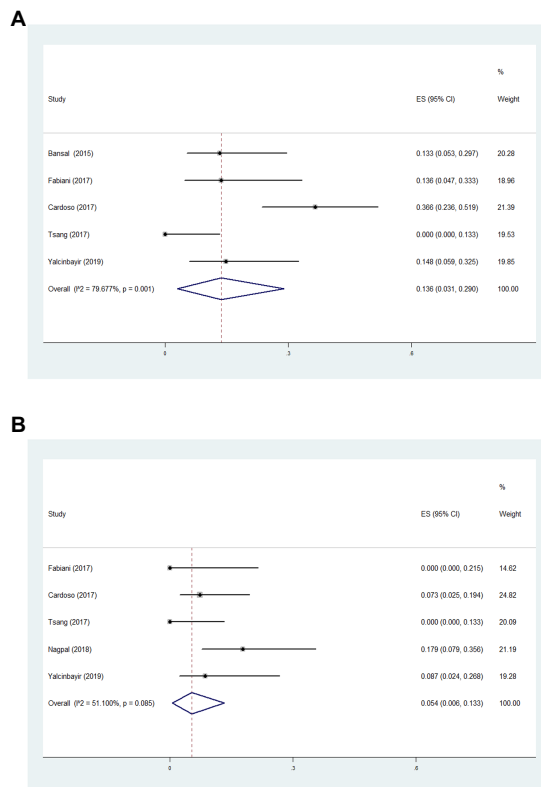 A
%
Study ES (95% CI) Weight
Bansal (2015) 0.133 (0.053, 0.297) 20.28
Fabiani (2017) 0.136 (0.047, 0.333) 18.96
Cardoso (2017) 0.366 (0.236, 0.519) 21.39
Tsang (2017) 0.000 (0.000, 0.133) 19.53
Yalcinbayir (2019) 0.148 (0.059, 0.325) 19.85
Overall (I^2 = 79.677%, p = 0.001) 0.136 (0.031, 0.290) 100.00
0 .3 .6
B
%
Study ES (95% CI) Weight
Fabiani (2017) 0.000 (0.000, 0.215) 14.62
Cardoso (2017) 0.073 (0.025, 0.194) 24.82
Tsang (2017) 0.000 (0.000, 0.133) 20.09
Nagpal (2018) 0.179 (0.079, 0.356) 21.19
Yalcinbayir (2019) 0.087 (0.024, 0.268) 19.28
Overall (I^2 = 51.100%, p = 0.085) 0.054 (0.006, 0.133) 100.00
0 .3 .6